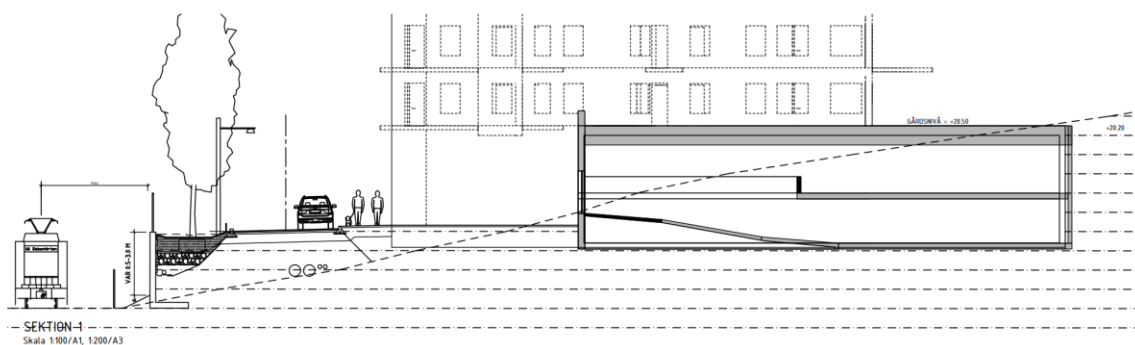 GÅRDSNIVÅ = +20.50
+20.20
VAR 0.5-3.0 M
SEKTION 1
Skala 1:100/A1, 1:200/A3